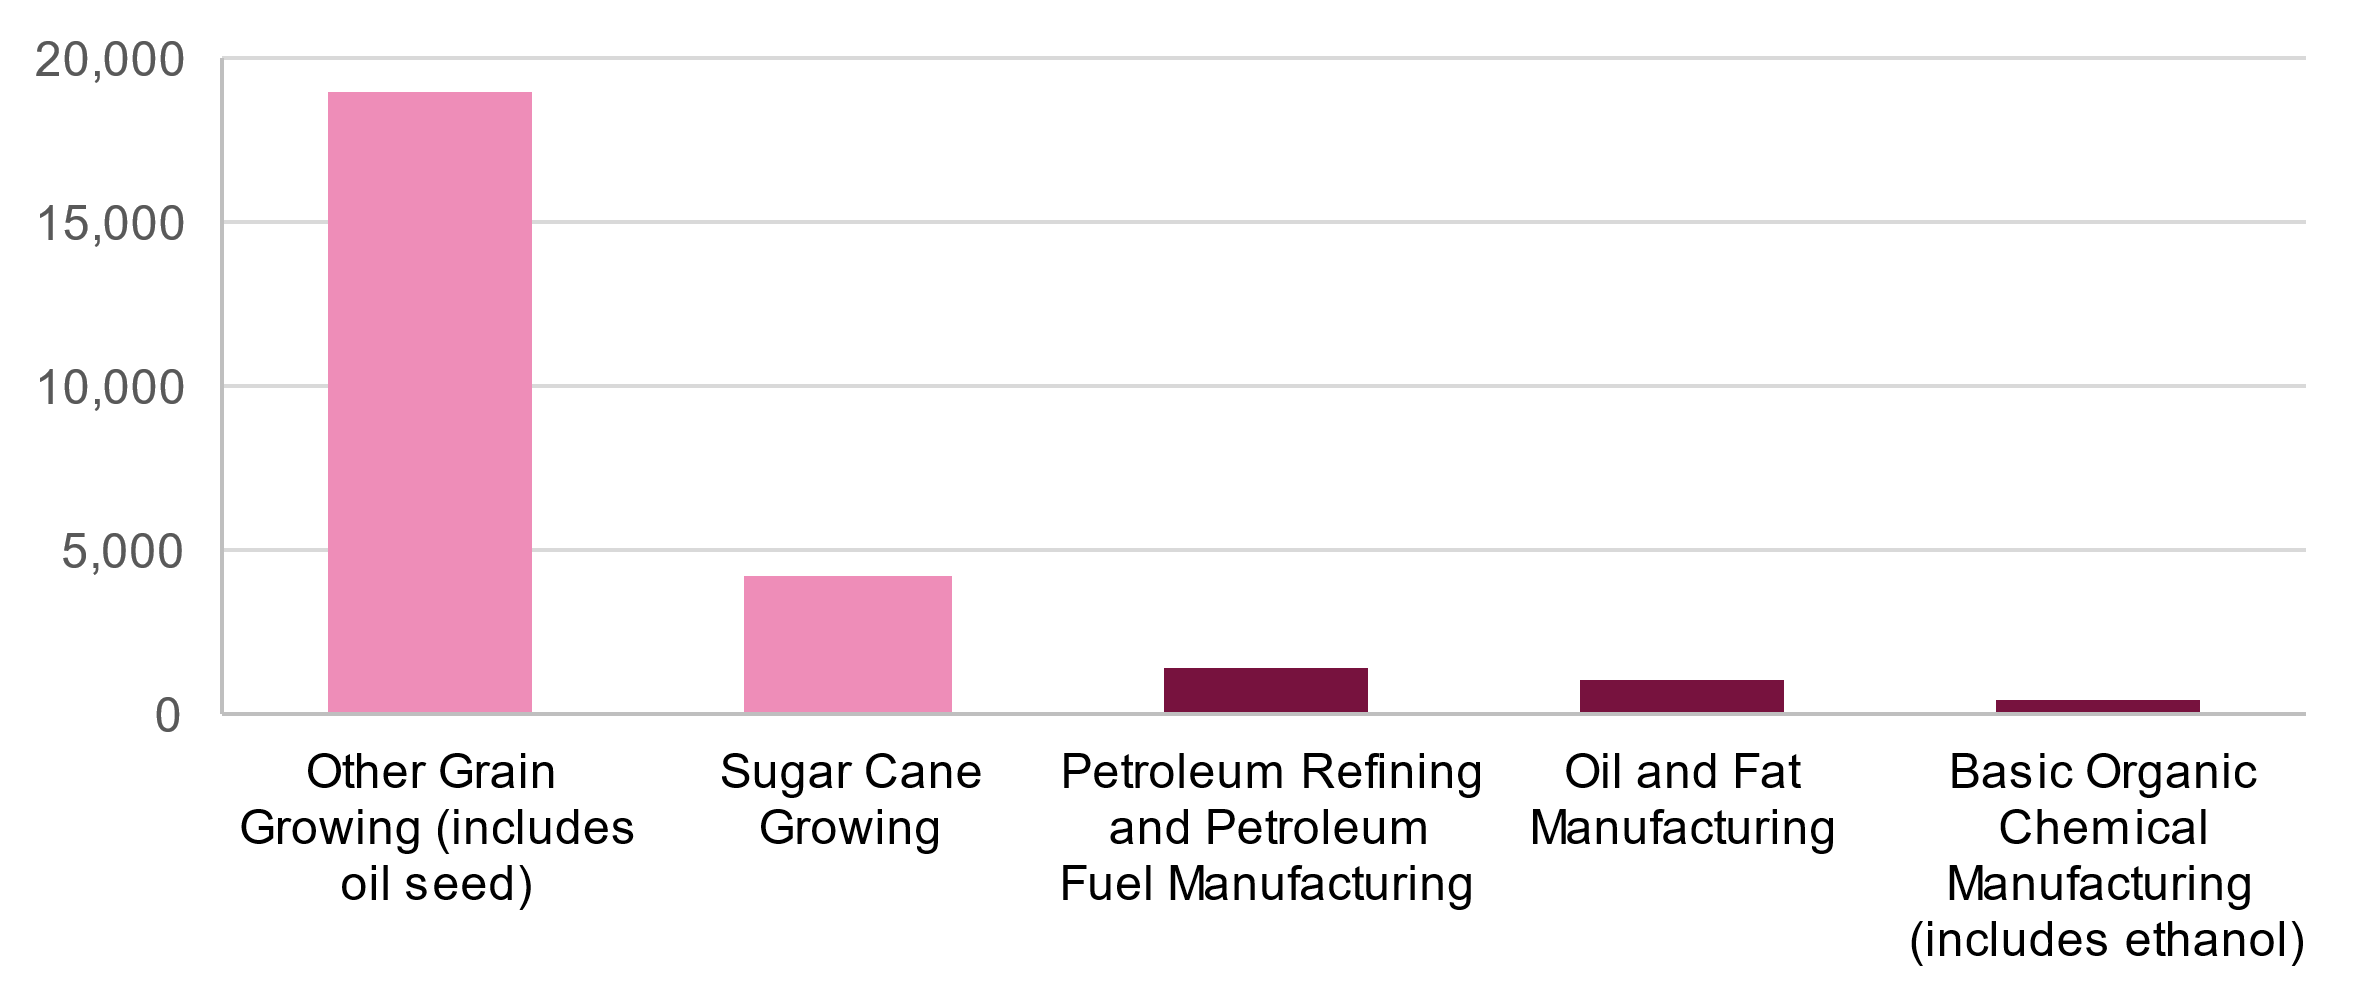 20,000
15,000
10,000
5,000
0
Other Grain
Growing (includes
oil seed)
Sugar Cane
Growing
Petroleum Refining
and Petroleum
Fuel Manufacturing
Oil and Fat
Manufacturing
Basic Organic
Chemical
Manufacturing
(includes ethanol)